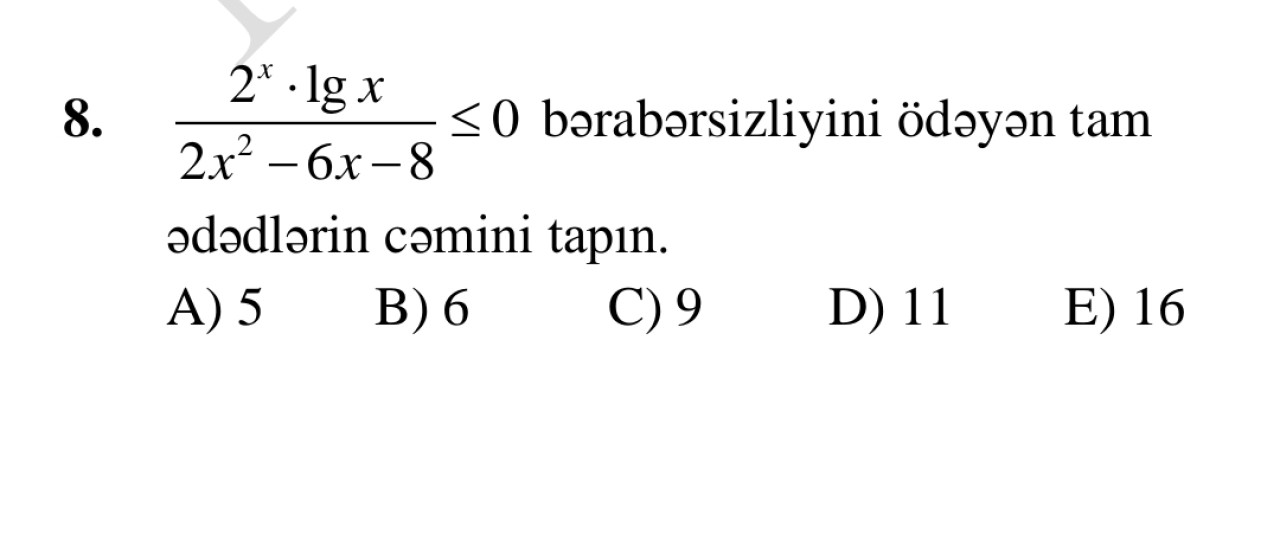 8. \frac{2^x \cdot \lg x}{2x^2 - 6x - 8} \leq 0 bərabərsizliyini ödəyən tam
ədədlərin cəmini tapın.
A) 5 B) 6 C) 9 D) 11 E) 16